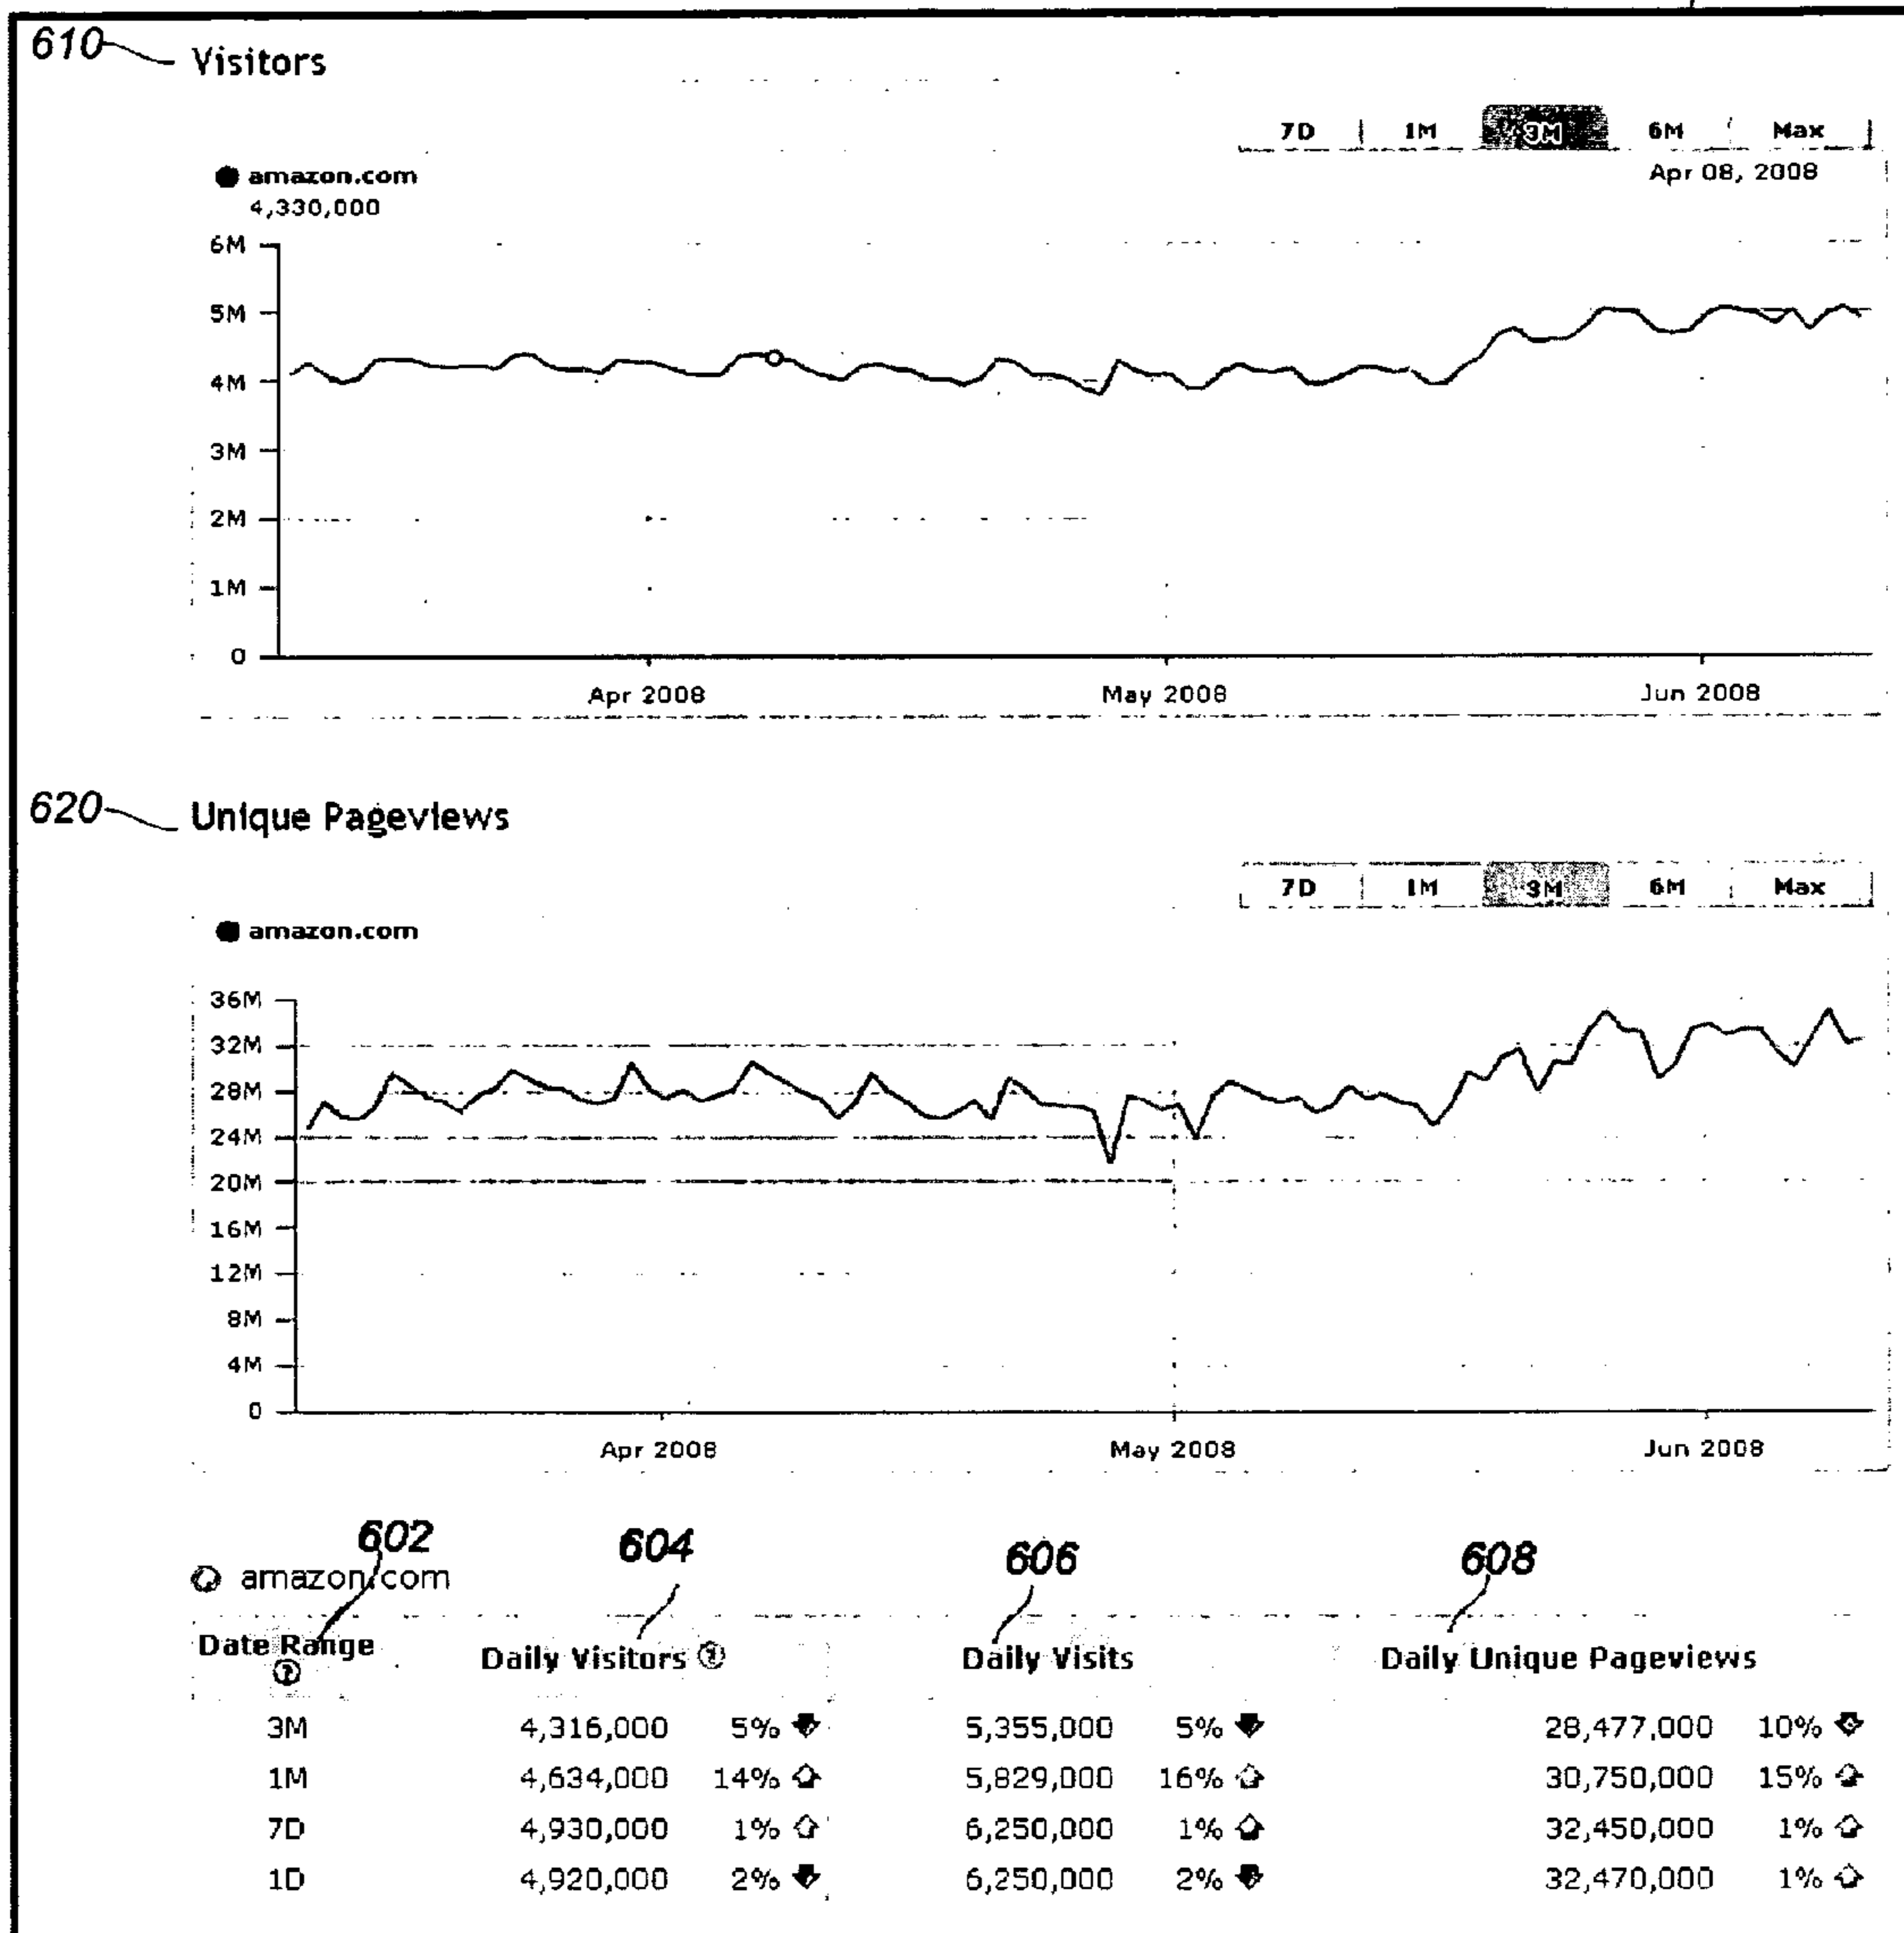 610 Visitors
7D 1M 3M 6M Max
amazon.com Apr 08, 2008
4,330,000
6M
5M
4M
3M
2M
1M
0
Apr 2008 May 2008 Jun 2008
620 Unique Pageviews
7D 1M 3M 6M Max
amazon.com
36M
32M
28M
24M
20M
16M
12M
8M
4M
0
Apr 2008 May 2008 Jun 2008
602 604 606 608
amazon.com
Date Range ? Daily Visitors ? Daily Visits Daily Unique Pageviews
3M 4,316,000 5% 5,355,000 5% 28,477,000 10%
1M 4,634,000 14% 5,829,000 16% 30,750,000 15%
7D 4,930,000 1% 6,250,000 1% 32,450,000 1%
1D 4,920,000 2% 6,250,000 2% 32,470,000 1%